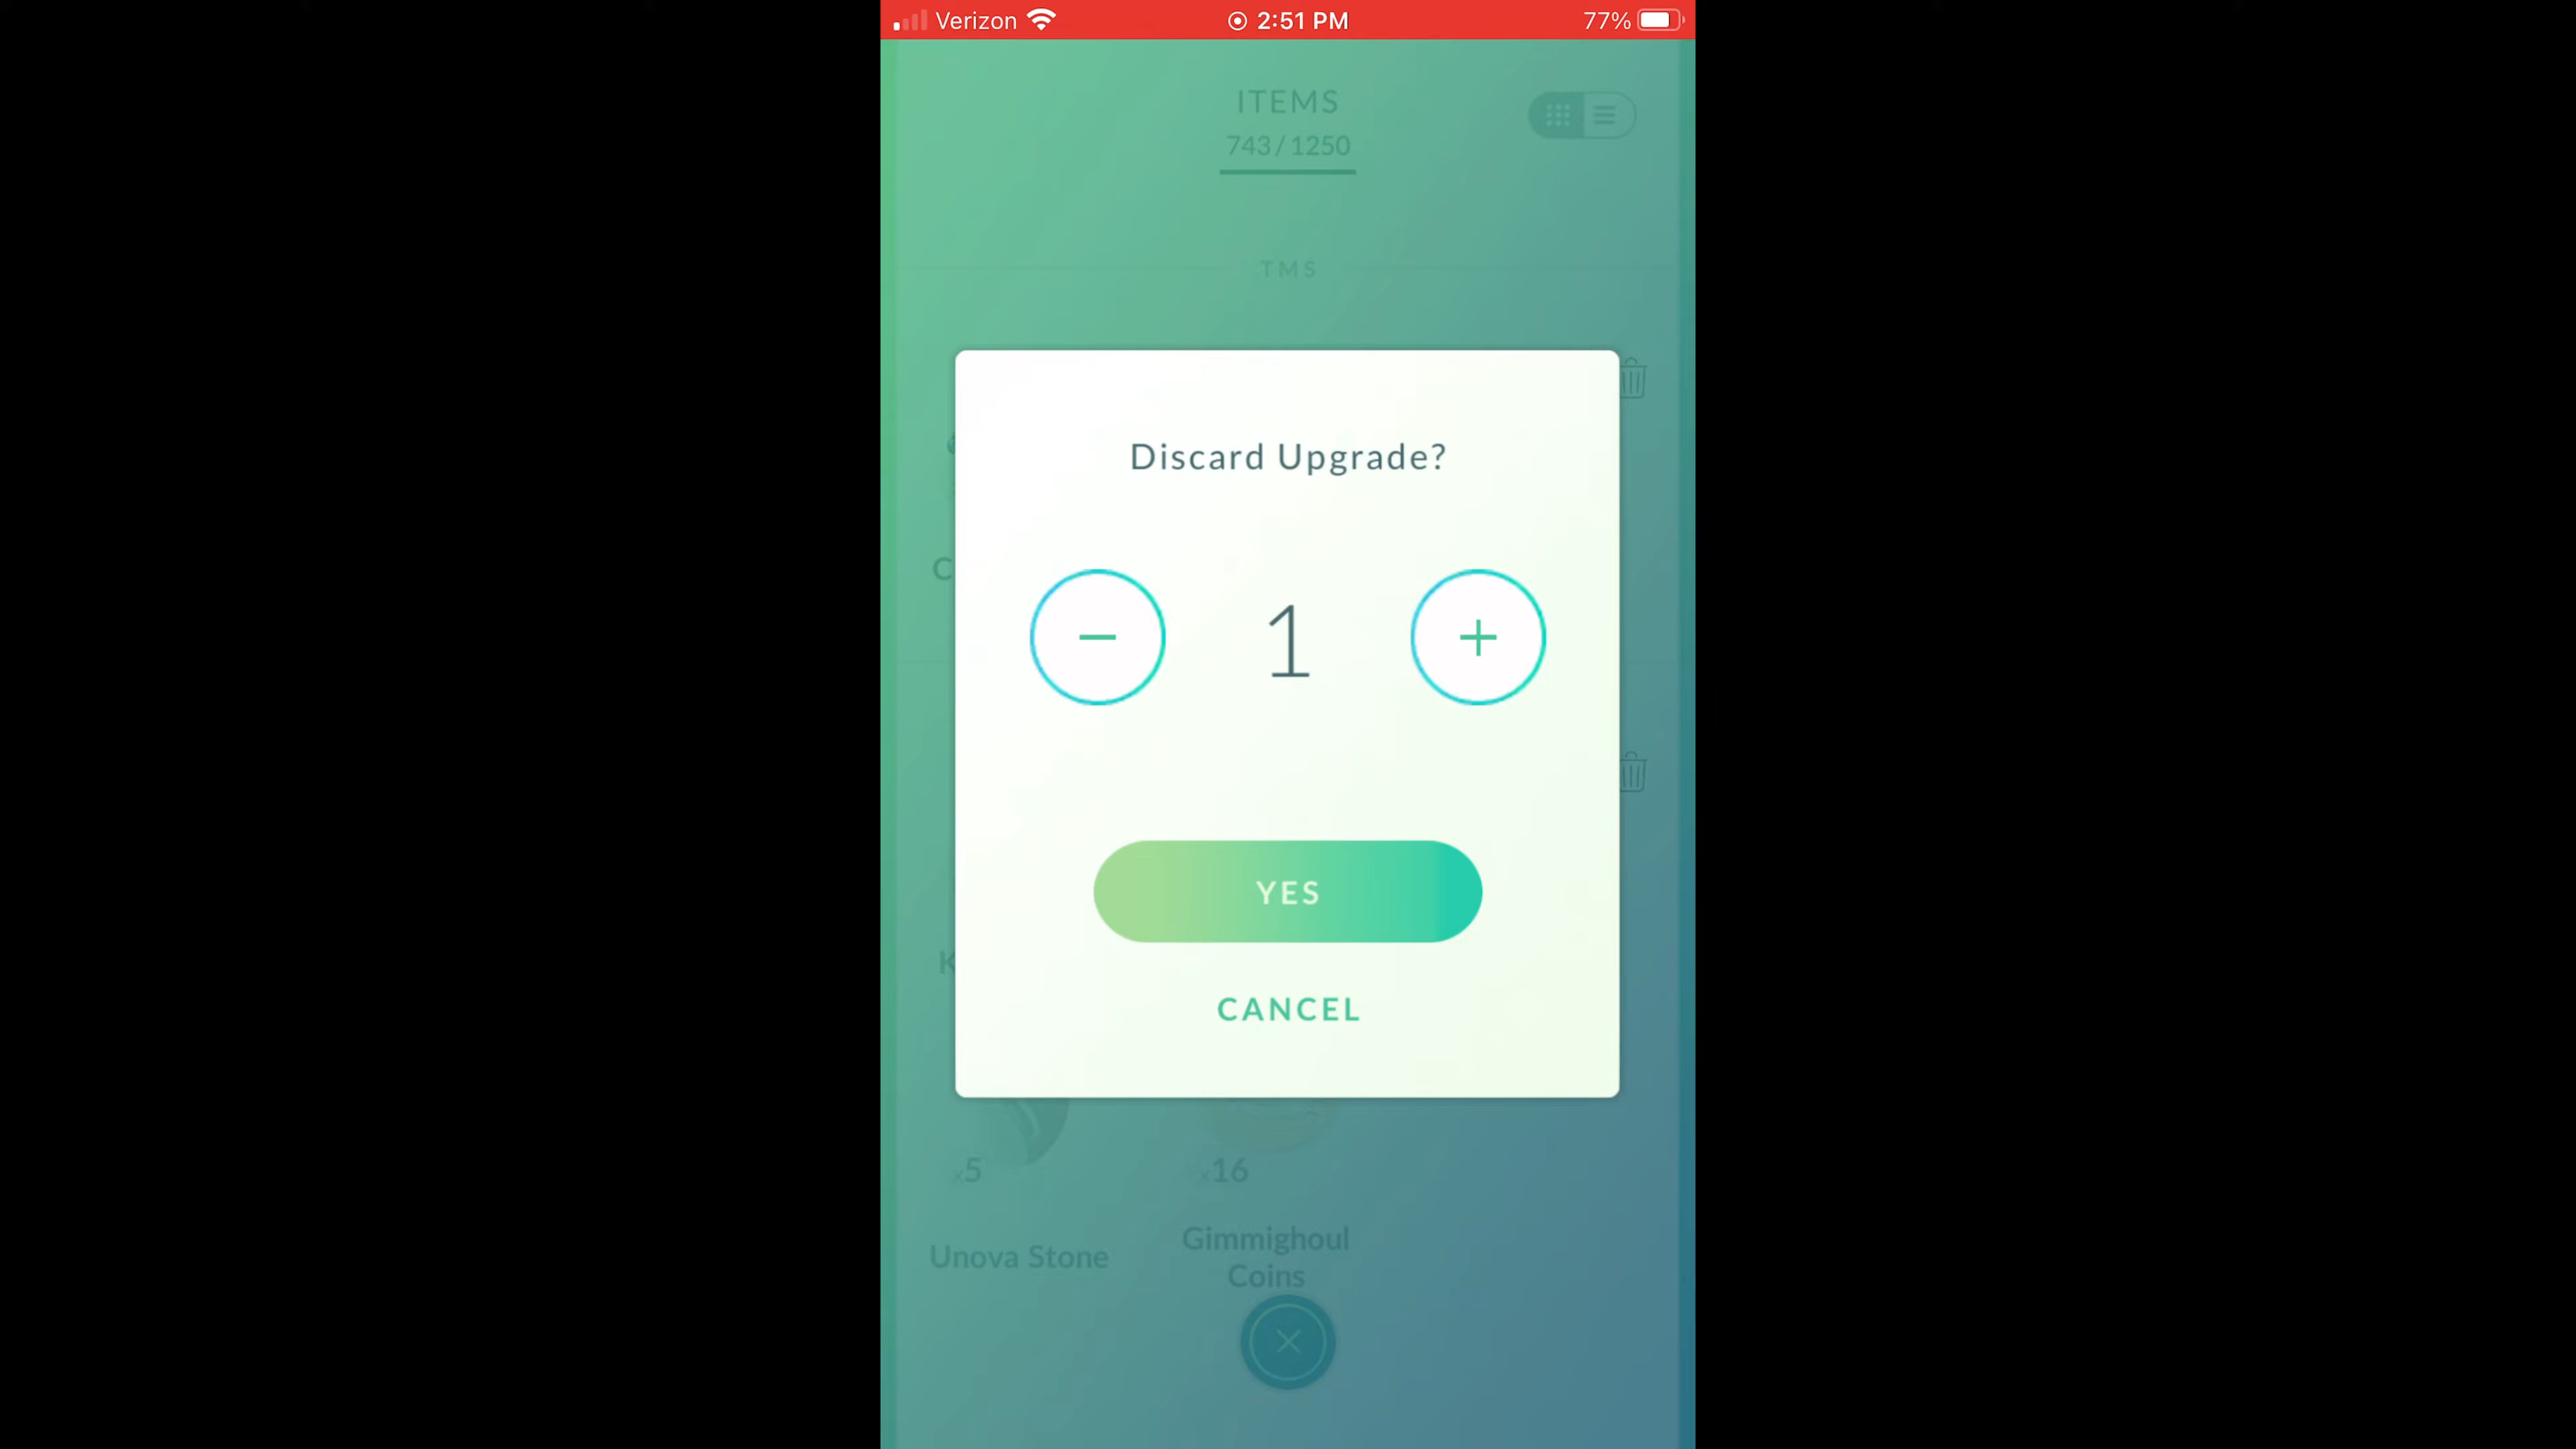 Verizon 2:51 PM 77%
ITEMS
743 / 1250
TMS
Discard Upgrade?
C
1
K
YES
CANCEL
x5 x16
Unova Stone
Gimmighoul
Coins